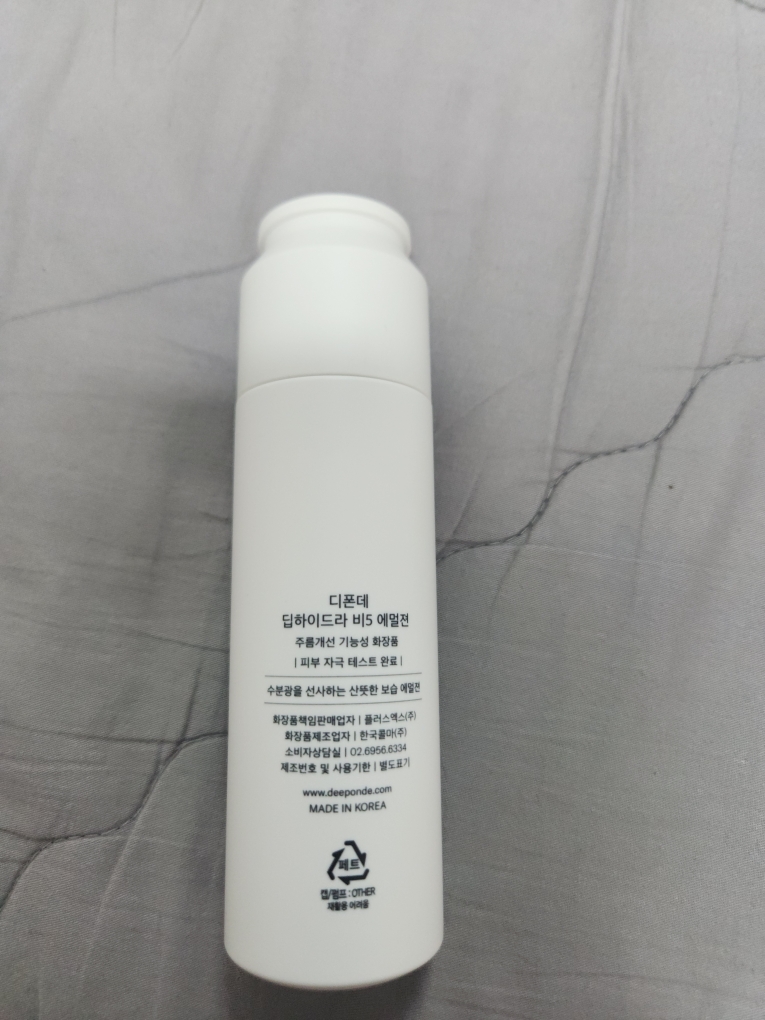 디폰데
딥하이드라 비5 에멀젼
주름개선 기능성 화장품
| 피부 자극 테스트 완료 |
수분광을 선사하는 산뜻한 보습 에멀젼
화장품책임판매업자 | 플러스엑스(주)
화장품제조업자 | 한국콜마(주)
소비자상담실 | 02.6956.6334
제조번호 및 사용기한 | 별도표기
www.deeponde.com
MADE IN KOREA
페트
캡/펌프 : OTHER
재활용 어려움